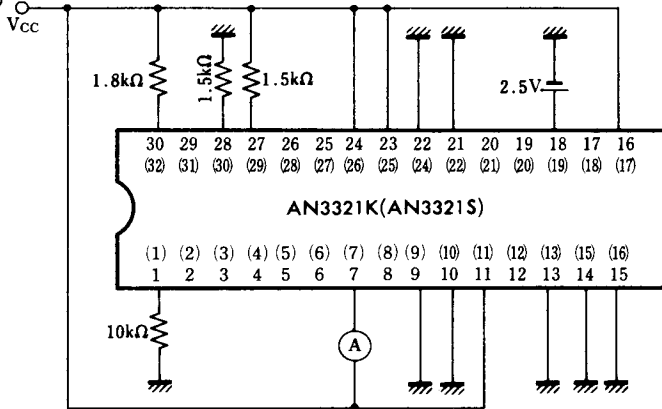 Vcc
1.8kΩ 1.5kΩ 1.5kΩ 2.5V
30 29 28 27 26 25 24 23 22 21 20 19 18 17 16
(32) (31) (30) (29) (28) (27) (26) (25) (24) (22) (21) (20) (19) (18) (17)
AN3321K(AN3321S)
(1) (2) (3) (4) (5) (6) (7) (8) (9) (10) (11) (12) (13) (15) (16)
1 2 3 4 5 6 7 8 9 10 11 12 13 14 15
10kΩ A